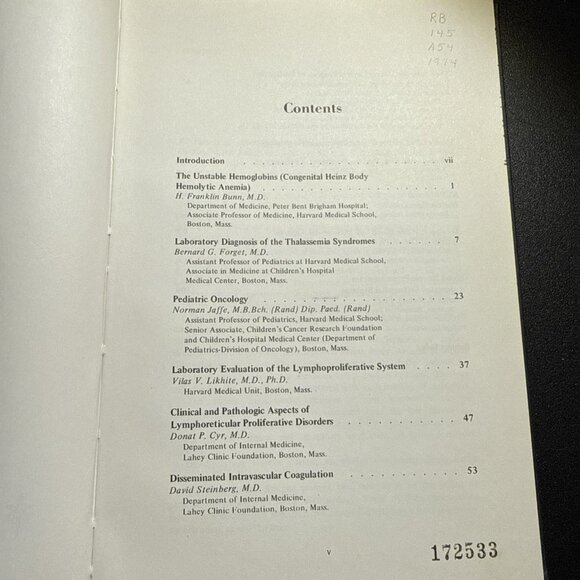 RB
145
A54
1974
Contents
Introduction . . . . . . . . . . . . . . . . . . vii
The Unstable Hemoglobins (Congenital Heinz Body
Hemolytic Anemia) . . . . . . . . . . . . . . . . 1
H. Franklin Bunn, M.D.
Department of Medicine, Peter Bent Brigham Hospital;
Associate Professor of Medicine, Harvard Medical School,
Boston, Mass.
Laboratory Diagnosis of the Thalassemia Syndromes . . . . . . 7
Bernard G. Forget, M.D.
Assistant Professor of Pediatrics at Harvard Medical School,
Associate in Medicine at Children's Hospital
Medical Center, Boston, Mass.
Pediatric Oncology . . . . . . . . . . . . . . . . 23
Norman Jaffe, M.B.Bch. (Rand) Dip. Paed. (Rand)
Assistant Professor of Pediatrics, Harvard Medical School;
Senior Associate, Children's Cancer Research Foundation
and Children's Hospital Medical Center (Department of
Pediatrics-Division of Oncology), Boston, Mass.
Laboratory Evaluation of the Lymphoproliferative System . . . . 37
Vilas V. Likhite, M.D., Ph.D.
Harvard Medical Unit, Boston, Mass.
Clinical and Pathologic Aspects of
Lymphoreticular Proliferative Disorders . . . . . . . . . 47
Donat P. Cyr, M.D.
Department of Internal Medicine,
Lahey Clinic Foundation, Boston, Mass.
Disseminated Intravascular Coagulation . . . . . . . . . 53
David Steinberg, M.D.
Department of Internal Medicine,
Lahey Clinic Foundation, Boston, Mass.
v
172533